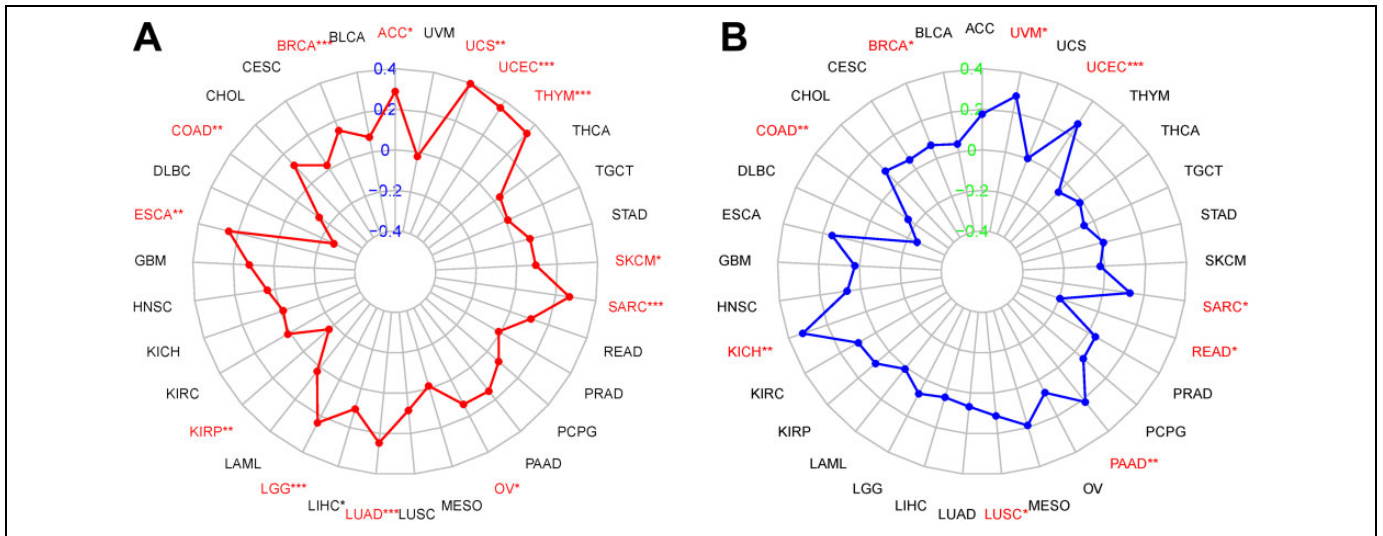 A
ACC*
UVM
UCS**
UCEC***
THYM***
THCA
TGCT
STAD
SKCM*
SARC***
READ
PRAD
PCPG
PAAD
OV*
MESO
LUSC
LUAD***
LIHC*
LGG***
LAML
KIRP**
KIRC
KICH
HNSC
GBM
ESCA**
DLBC
COAD**
CHOL
CESC
BRCA***
BLCA
0.4
0.2
0
−0.2
−0.4
B
ACC
UVM*
UCS
UCEC***
THYM
THCA
TGCT
STAD
SKCM
SARC*
READ*
PRAD
PCPG
PAAD**
OV
MESO
LUSC*
LUAD
LIHC
LGG
LAML
KIRP
KIRC
KICH**
HNSC
GBM
ESCA
DLBC
COAD**
CHOL
CESC
BRCA*
BLCA
0.4
0.2
0
−0.2
−0.4